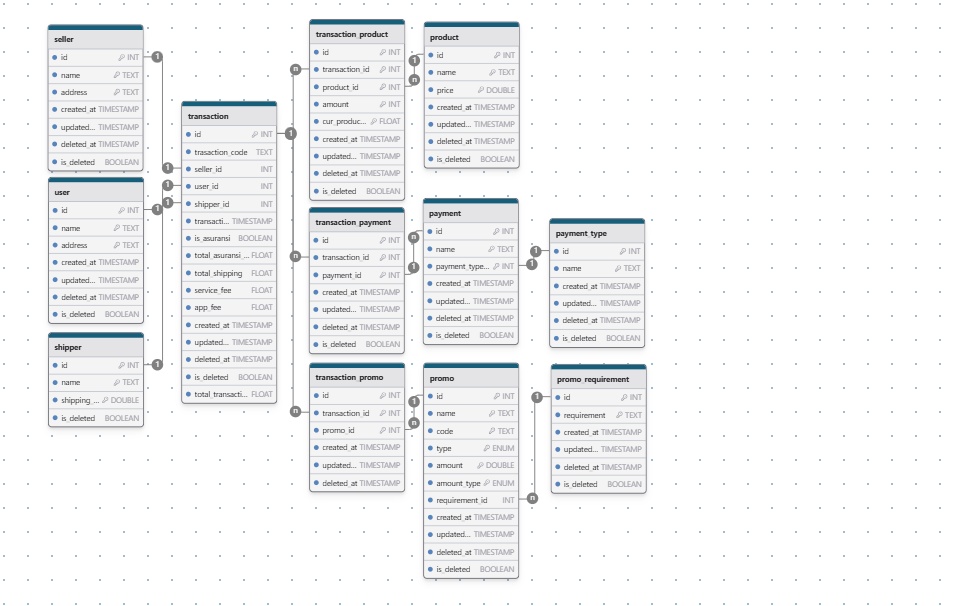 seller
id INT
name TEXT
address TEXT
created_at TIMESTAMP
updated... TIMESTAMP
deleted_at TIMESTAMP
is_deleted BOOLEAN
1
1
user
id INT
name TEXT
address TEXT
created_at TIMESTAMP
updated... TIMESTAMP
deleted_at TIMESTAMP
is_deleted BOOLEAN
1
1
shipper
id INT
name TEXT
shipping_... DOUBLE
is_deleted BOOLEAN
1
1
transaction
id INT
trasaction_code TEXT
seller_id INT
user_id INT
shipper_id INT
transacti... TIMESTAMP
is_asuransi BOOLEAN
total_asuransi_... FLOAT
total_shipping FLOAT
service_fee FLOAT
app_fee FLOAT
created_at TIMESTAMP
updated... TIMESTAMP
deleted_at TIMESTAMP
is_deleted BOOLEAN
total_transacti... FLOAT
1
n
n
n
transaction_product
id INT
transaction_id INT
product_id INT
amount INT
cur_produc... FLOAT
created_at TIMESTAMP
updated... TIMESTAMP
deleted_at TIMESTAMP
is_deleted BOOLEAN
1
n
product
id INT
name TEXT
price DOUBLE
created_at TIMESTAMP
updated... TIMESTAMP
deleted_at TIMESTAMP
is_deleted BOOLEAN
transaction_payment
id INT
transaction_id INT
payment_id INT
created_at TIMESTAMP
updated... TIMESTAMP
deleted_at TIMESTAMP
is_deleted BOOLEAN
n
1
payment
id INT
name TEXT
payment_type... INT
created_at TIMESTAMP
updated... TIMESTAMP
deleted_at TIMESTAMP
is_deleted BOOLEAN
1
1
payment_type
id INT
name TEXT
created_at TIMESTAMP
updated... TIMESTAMP
deleted_at TIMESTAMP
is_deleted BOOLEAN
transaction_promo
id INT
transaction_id INT
promo_id INT
created_at TIMESTAMP
updated... TIMESTAMP
deleted_at TIMESTAMP
1
n
promo
id INT
name TEXT
code TEXT
type ENUM
amount DOUBLE
amount_type ENUM
requirement_id INT
created_at TIMESTAMP
updated... TIMESTAMP
deleted_at TIMESTAMP
is_deleted BOOLEAN
1
n
promo_requirement
id INT
requirement TEXT
created_at TIMESTAMP
updated... TIMESTAMP
deleted_at TIMESTAMP
is_deleted BOOLEAN